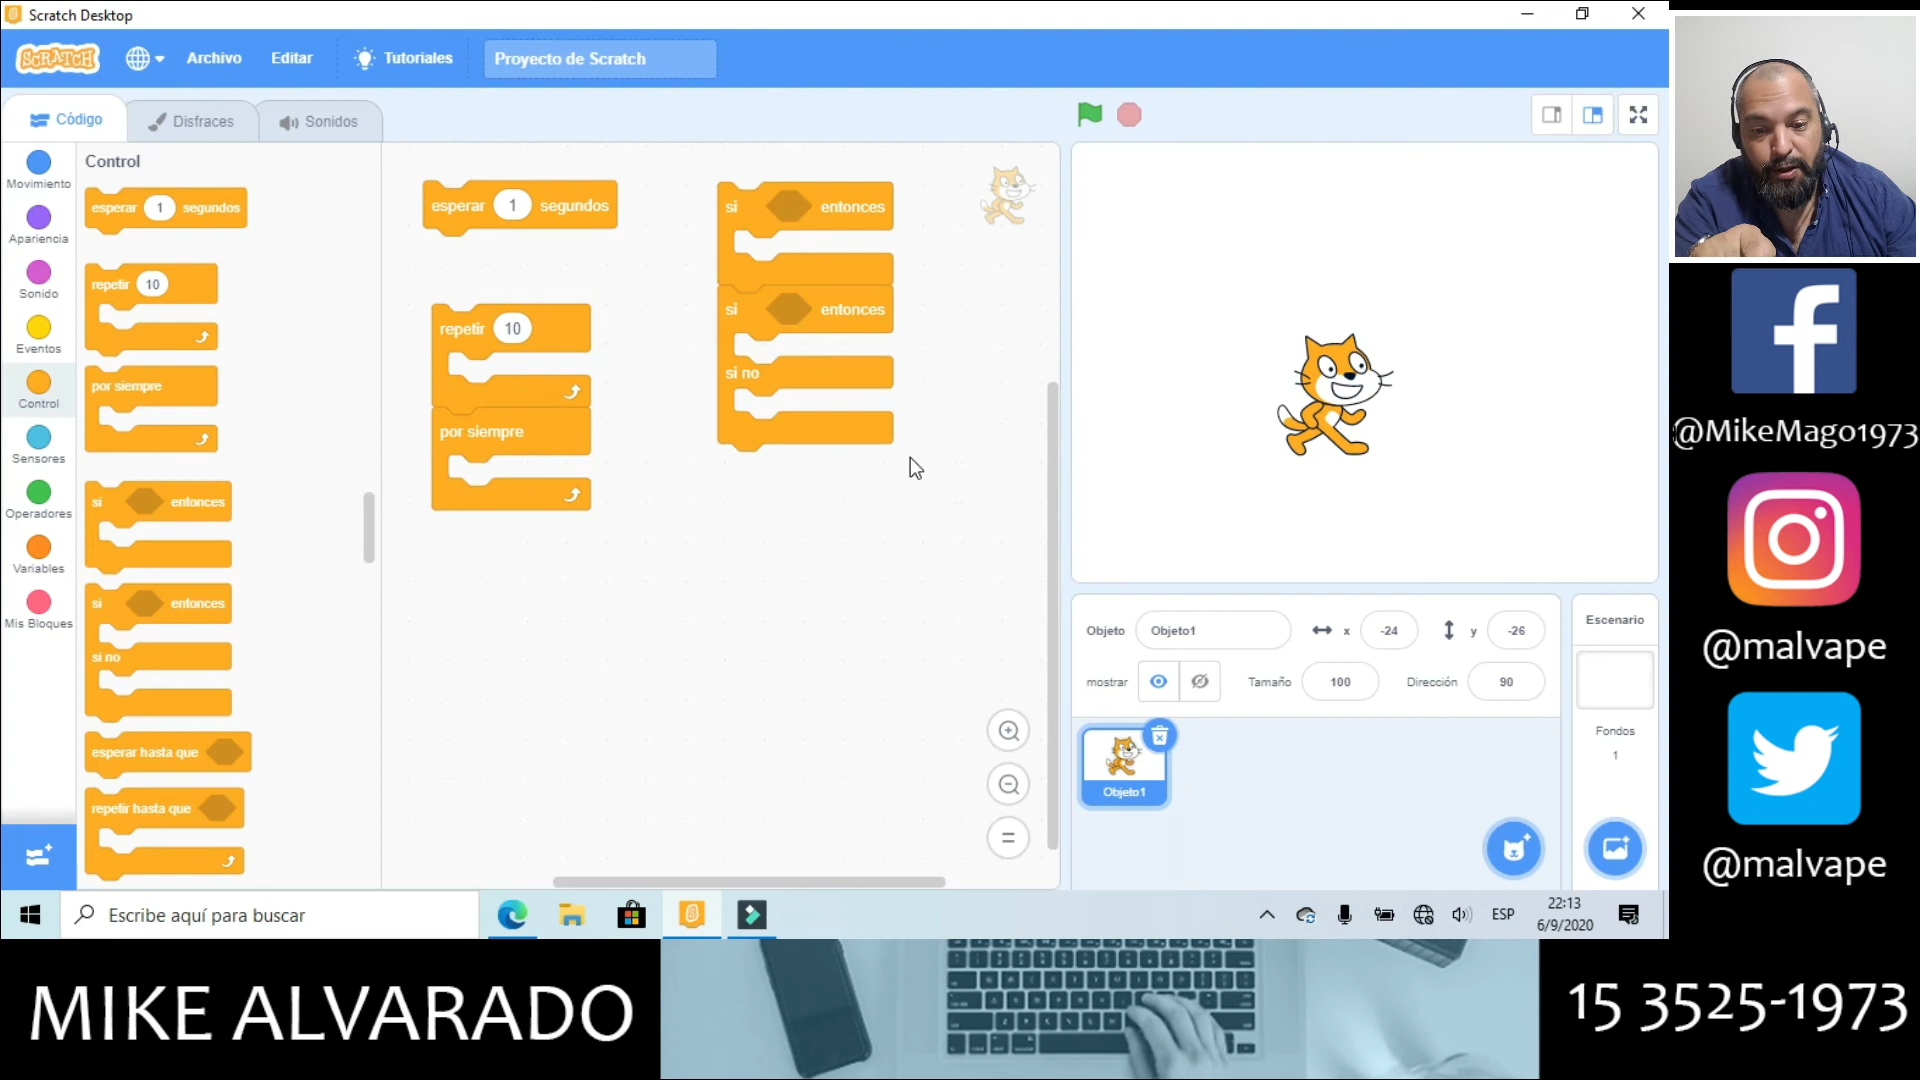 Scratch Desktop
SCRATCH
Archivo
Editar
Tutoriales
Proyecto de Scratch
Código
Disfraces
Sonidos
Movimiento
Apariencia
Sonido
Eventos
Control
Sensores
Operadores
Variables
Mis Bloques
Control
esperar 1 segundos
repetir 10
por siempre
si entonces
si entonces
si no
esperar hasta que
repetir hasta que
esperar 1 segundos
repetir 10
por siempre
si entonces
si entonces
si no
Objeto Objeto1 x -24 y -26
mostrar Tamaño 100 Dirección 90
Objeto1
Escenario
Fondos
1
Escribe aquí para buscar
ESP
22:13
6/9/2020
@MikeMago1973
@malvape
@malvape
MIKE ALVARADO
15 3525-1973